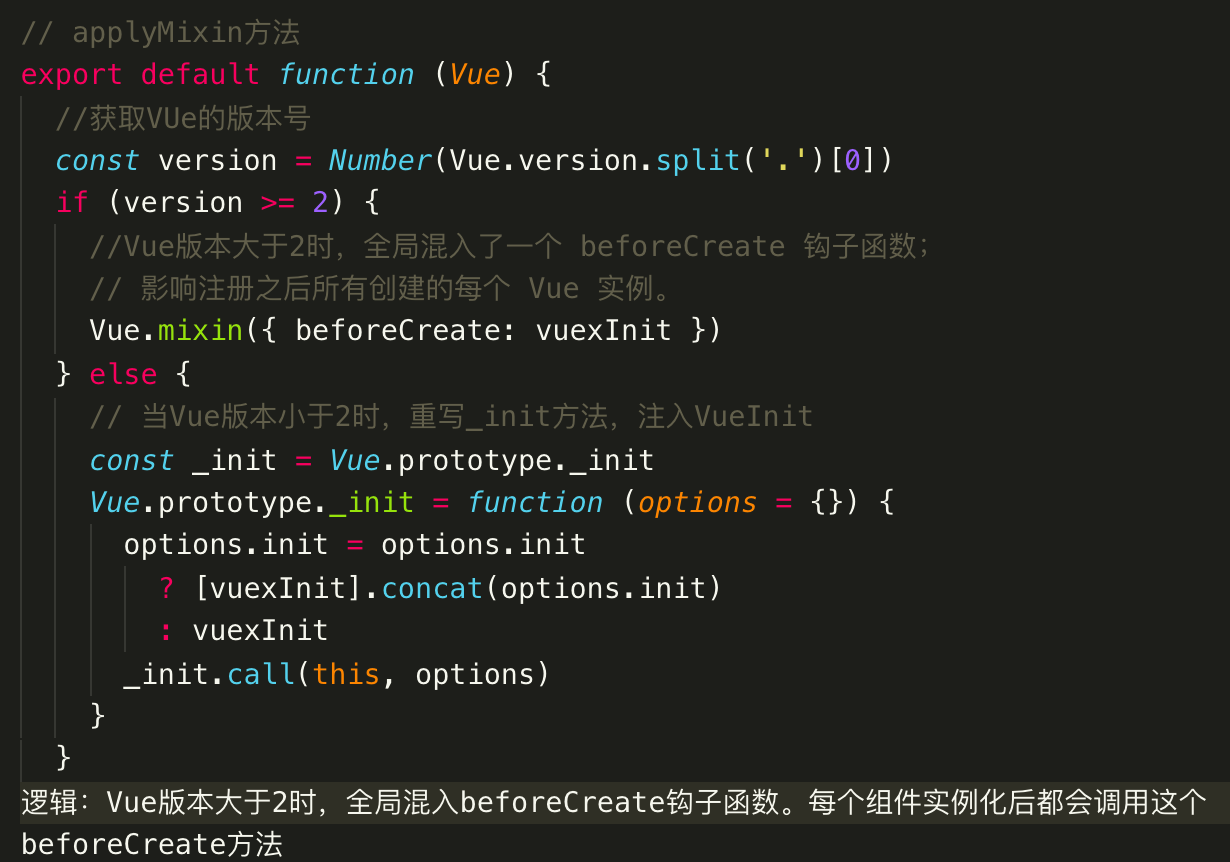 // applyMixin方法
export default function (Vue) {
  //获取VUe的版本号
  const version = Number(Vue.version.split('.')[0])
  if (version >= 2) {
    //Vue版本大于2时，全局混入了一个 beforeCreate 钩子函数；
    // 影响注册之后所有创建的每个 Vue 实例。
    Vue.mixin({ beforeCreate: vuexInit })
  } else {
    // 当Vue版本小于2时，重写_init方法，注入VueInit
    const _init = Vue.prototype._init
    Vue.prototype._init = function (options = {}) {
      options.init = options.init
        ? [vuexInit].concat(options.init)
        : vuexInit
      _init.call(this, options)
    }
  }
逻辑：Vue版本大于2时，全局混入beforeCreate钩子函数。每个组件实例化后都会调用这个
beforeCreate方法